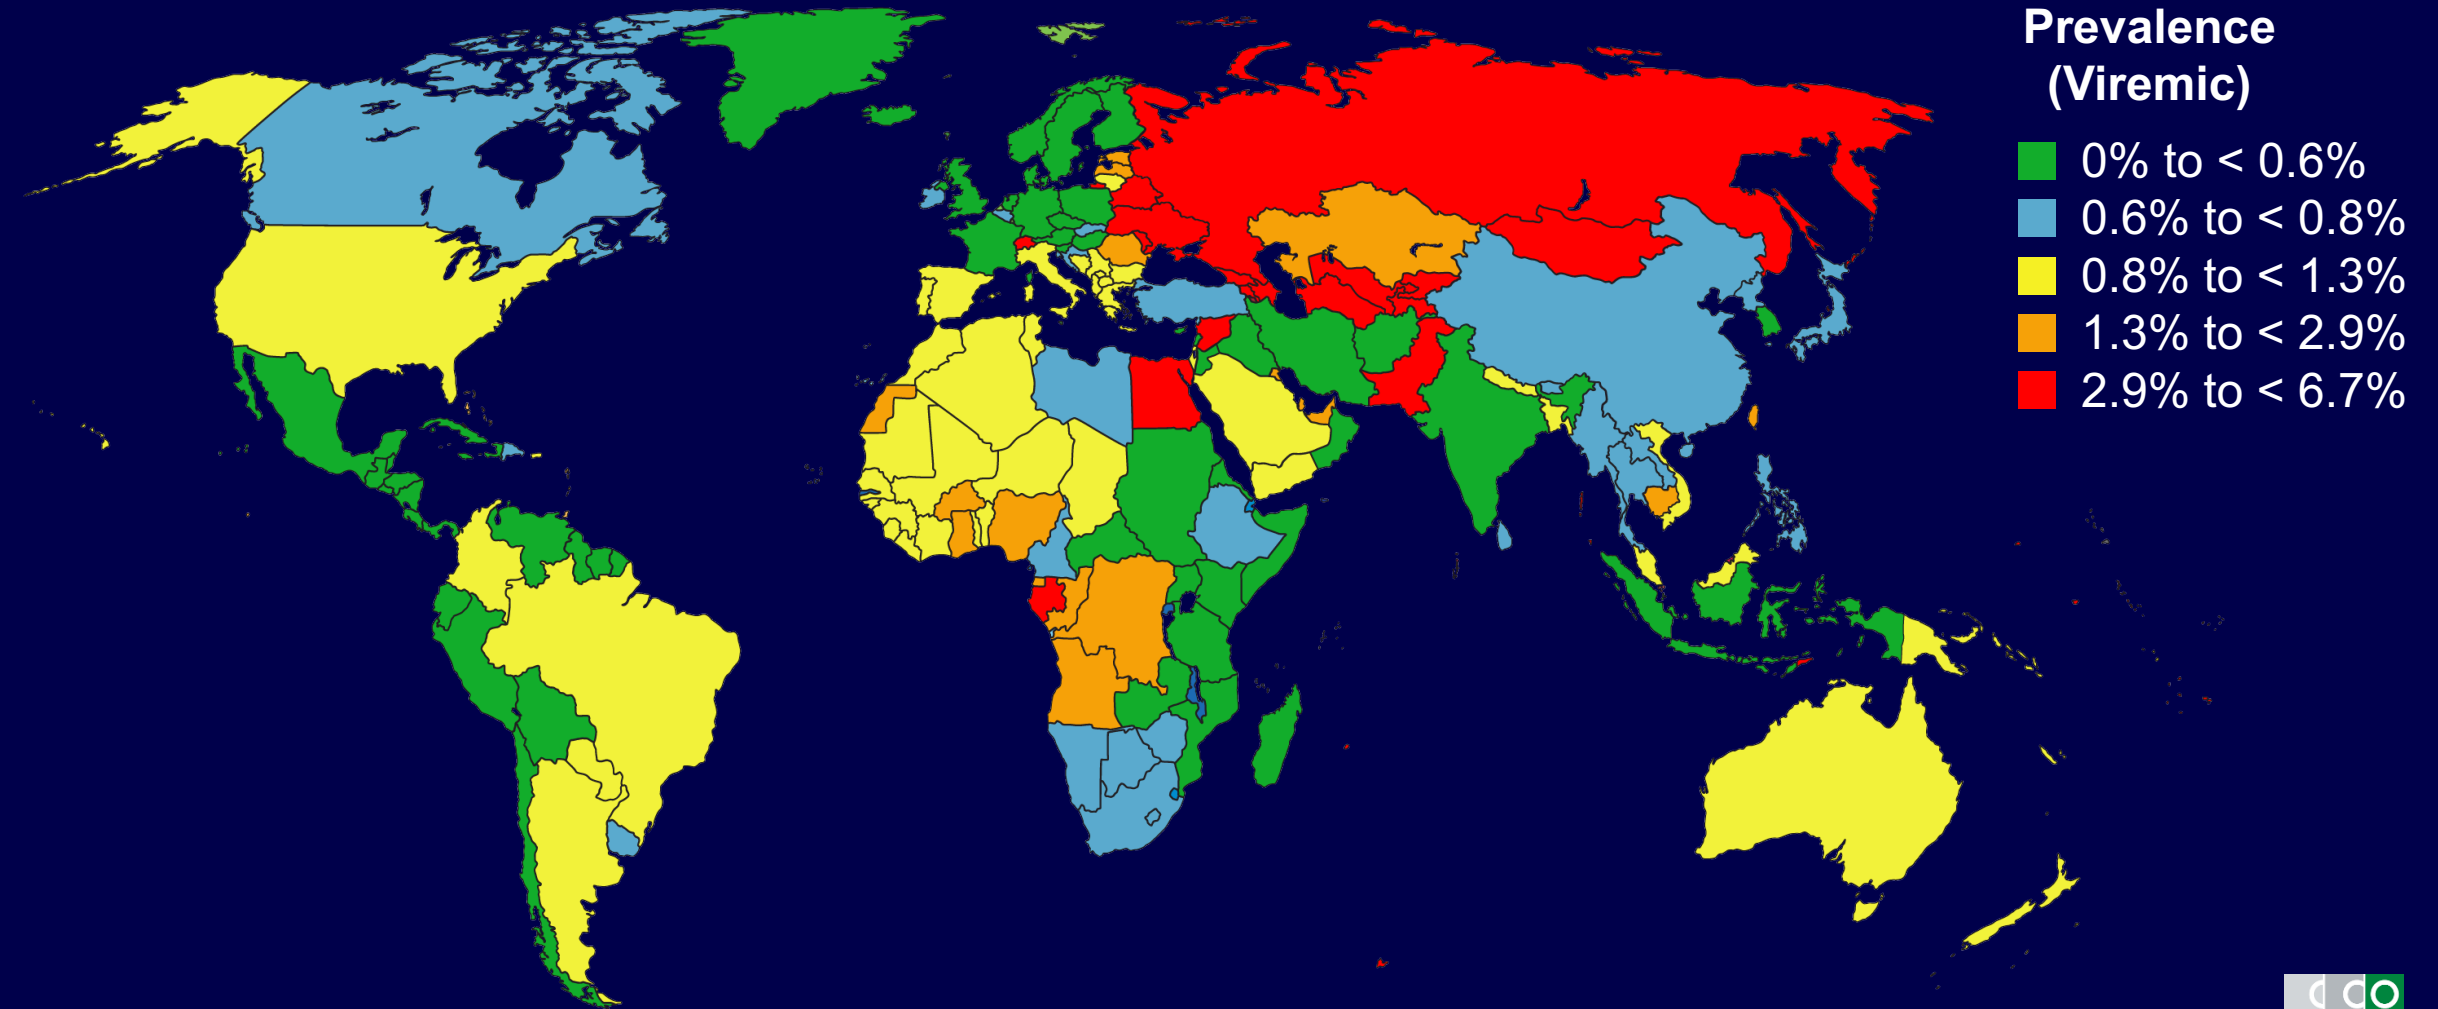 Prevalence
(Viremic)
0% to < 0.6%
0.6% to < 0.8%
0.8% to < 1.3%
1.3% to < 2.9%
2.9% to < 6.7%